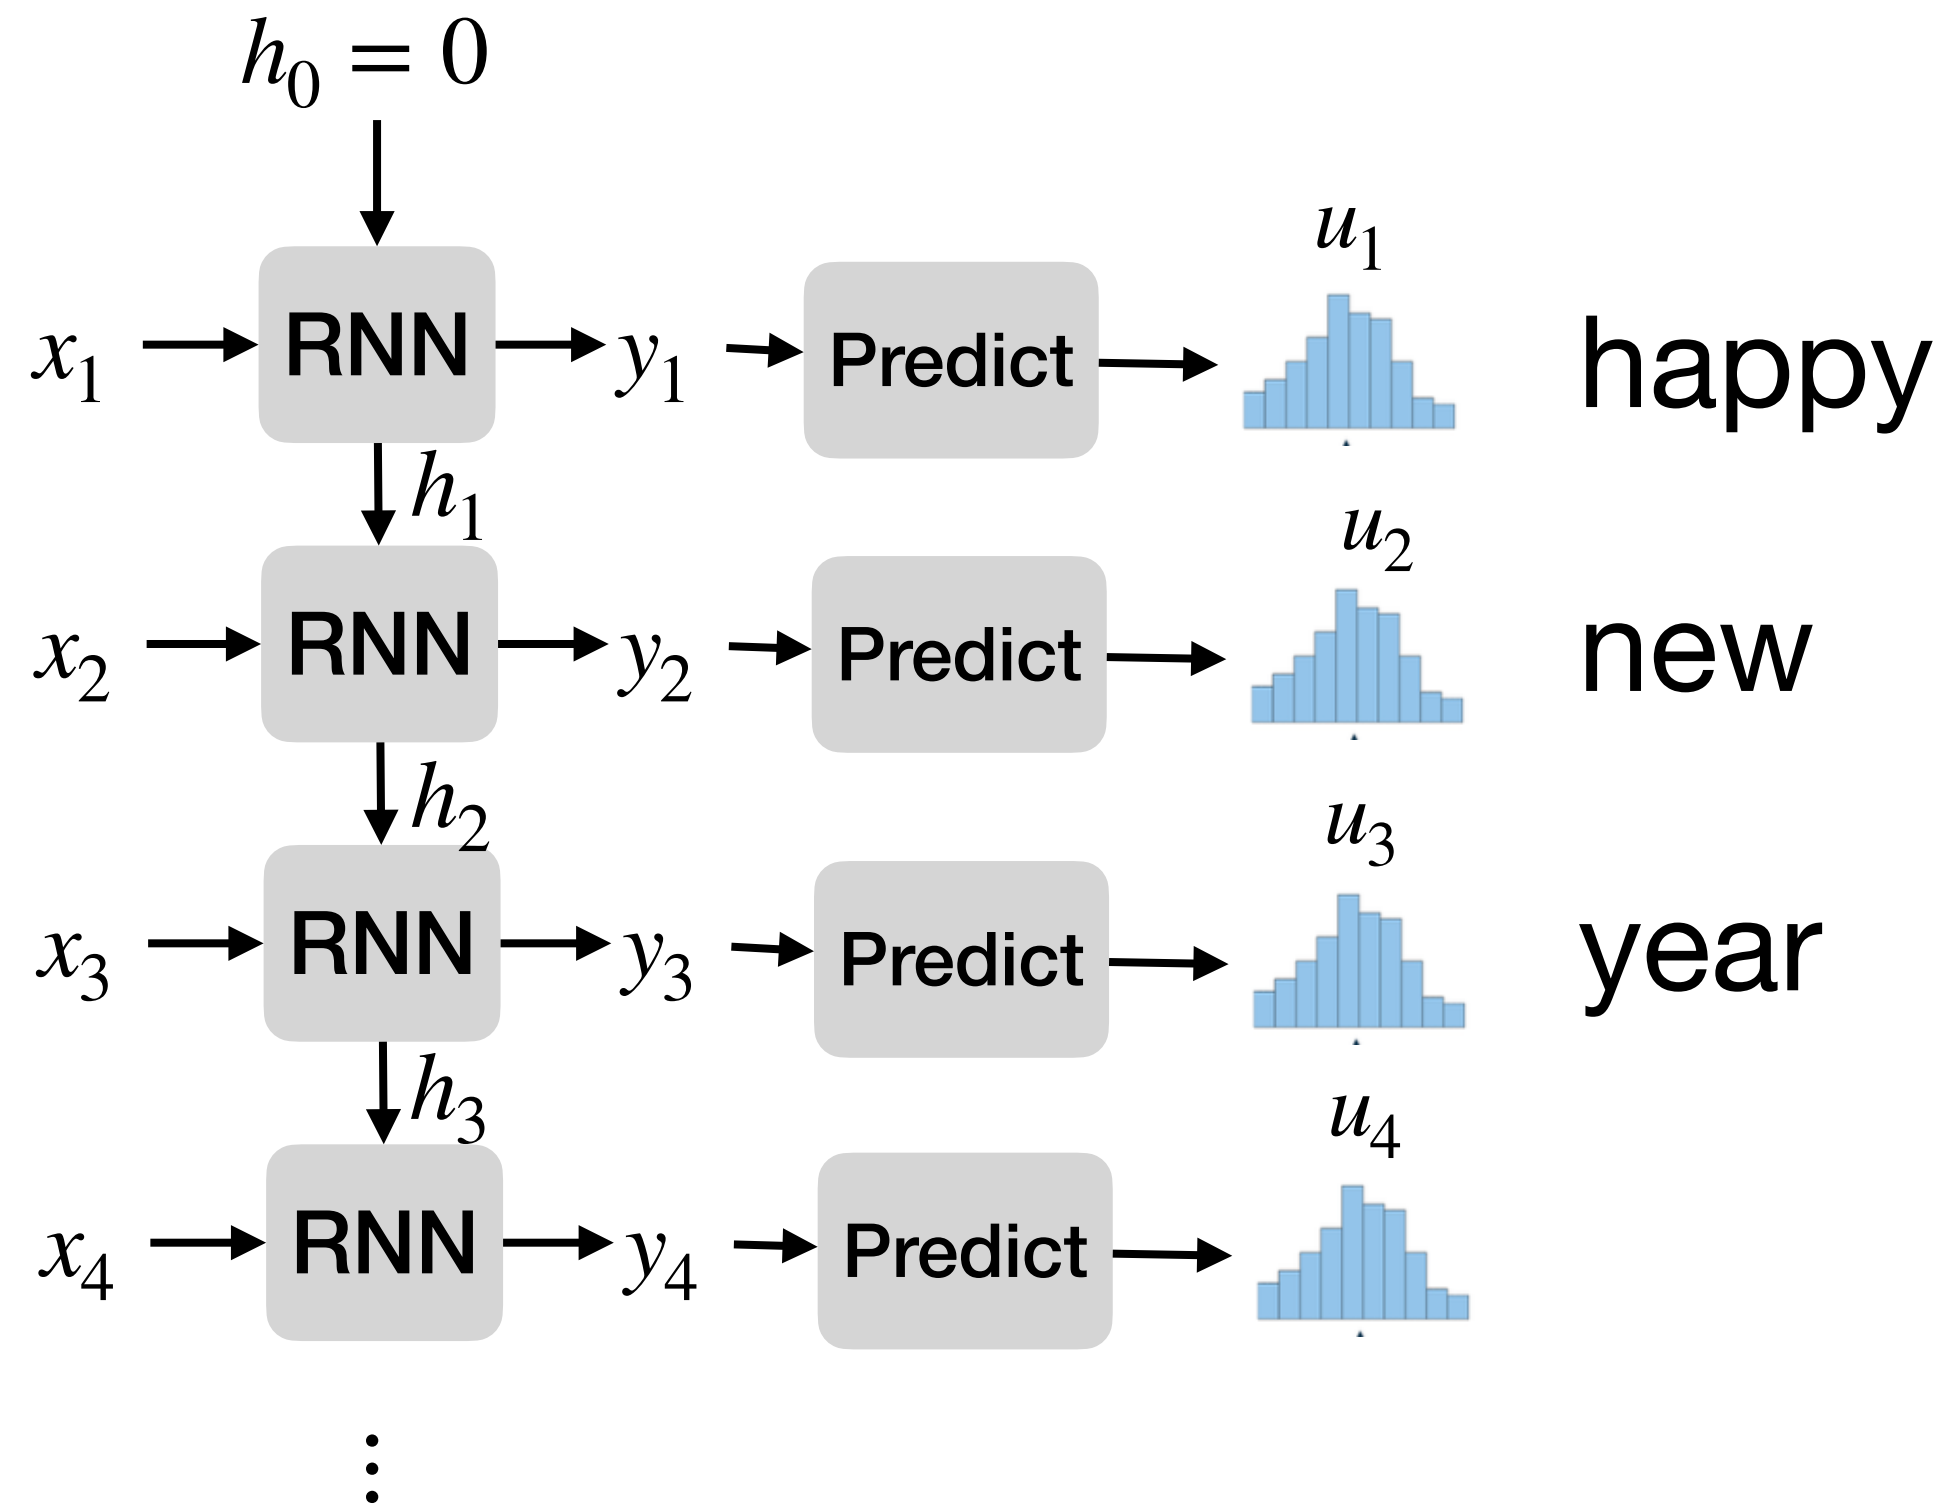 h₀ = 0
u₁
x₁ RNN y₁ Predict happy
h₁
u₂
x₂ RNN y₂ Predict new
h₂
u₃
x₃ RNN y₃ Predict year
h₃
u₄
x₄ RNN y₄ Predict
⋮